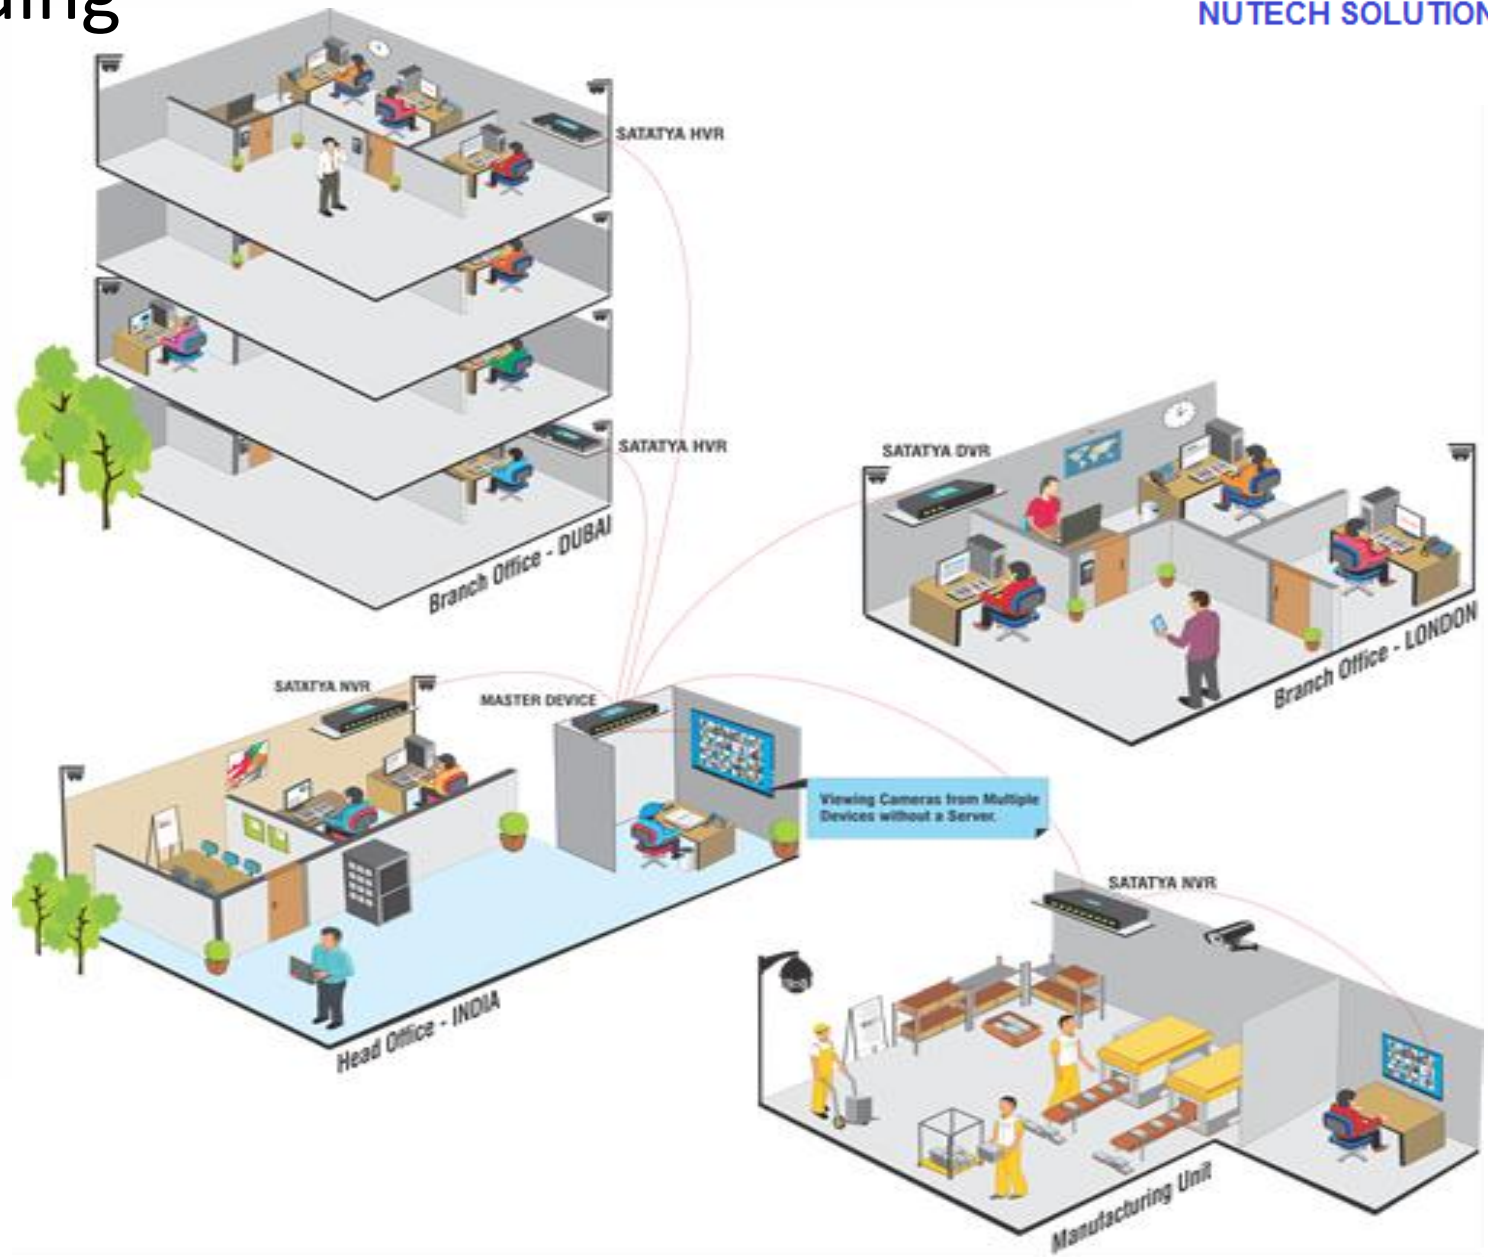 NUTECH SOLUTION
SATATYA HVR
SATATYA HVR
Branch Office - DUBAI
SATATYA DVR
Branch Office - LONDON
SATATYA NVR
MASTER DEVICE
Viewing Cameras from Multiple
Devices without a Server.
Head Office - INDIA
SATATYA NVR
Manufacturing Unit